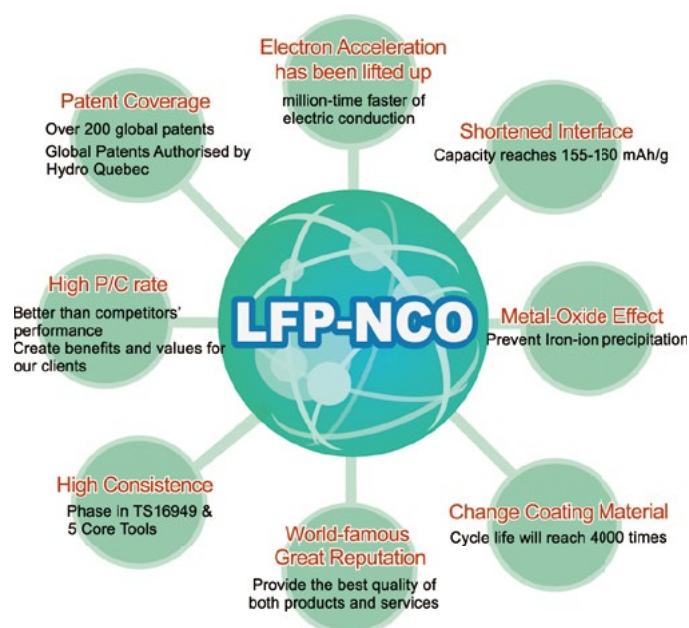 Electron Acceleration
has been lifted up
million-time faster of
electric conduction
Patent Coverage
Over 200 global patents
Global Patents Authorised by
Hydro Quebec
Shortened Interface
Capacity reaches 155-160 mAh/g
High P/C rate
Better than competitors'
performance
Create benefits and values for
our clients
LFP-NCO
Metal-Oxide Effect
Prevent Iron-ion precipitation
High Consistence
Phase in TS16949 &
5 Core Tools
Change Coating Material
Cycle life will reach 4000 times
World-famous
Great Reputation
Provide the best quality of
both products and services